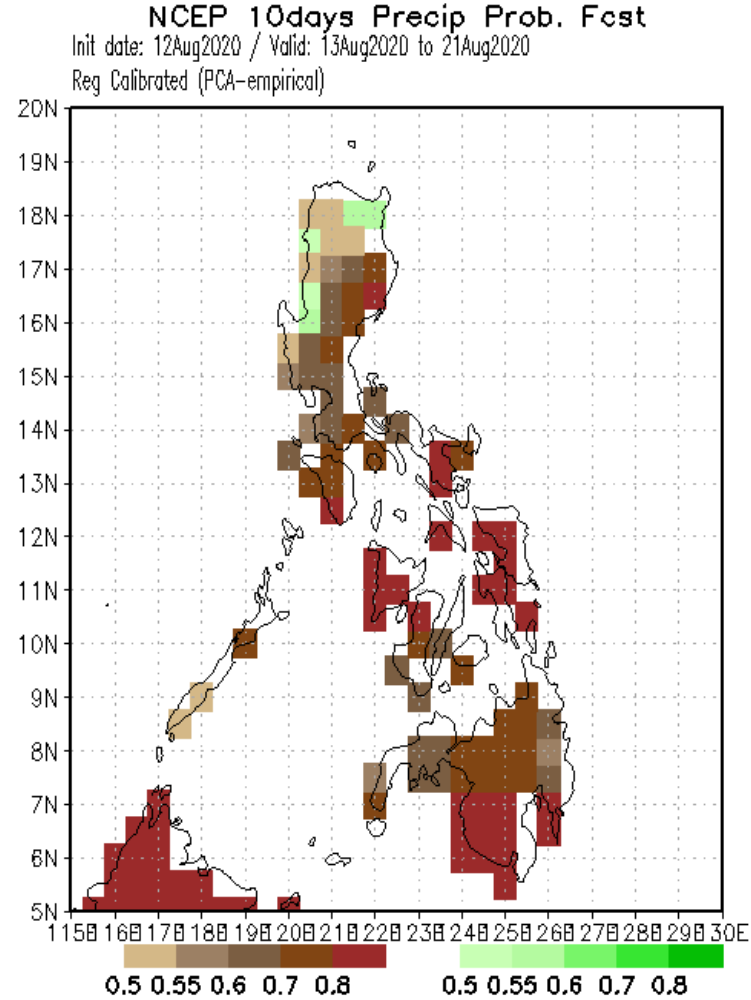 NCEP 10days Precip Prob. Fcst
Init date: 12Aug2020 / Valid: 13Aug2020 to 21Aug2020
Reg Calibrated (PCA-empirical)
20N
19N
18N
17N
16N
15N
14N
13N
12N
11N
10N
9N
8N
7N
6N
5N
115E 116E 117E 118E 119E 120E 121E 122E 123E 124E 125E 126E 127E 128E 129E 130E
0.5 0.55 0.6 0.7 0.8 0.5 0.55 0.6 0.7 0.8